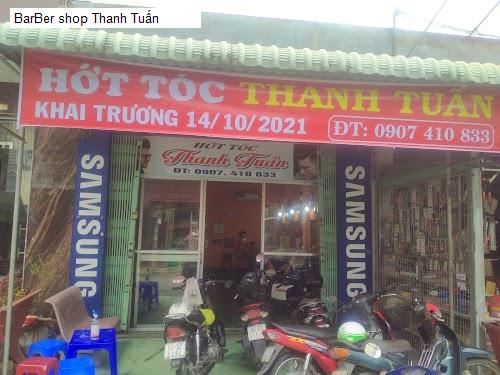 BarBer shop Thanh Tuấn
HỚT TÓC THANH TUẤN
KHAI TRƯƠNG 14/10/2021 ĐT: 0907 410 833
HỚT TÓC
Thanh Tuấn
ĐT: 0907. 410 833
SAMSUNG
SAMSUNG